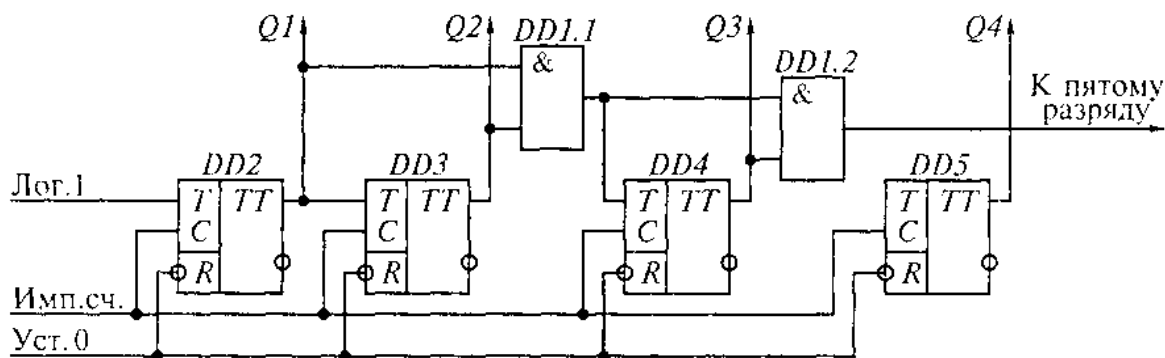 Q1
Q2
DD1.1
Q3
DD1.2
Q4
&
&
К пятому
разряду
DD2
DD3
DD4
DD5
Лог.1
T TT
T TT
T TT
T TT
C
C
C
C
R
R
R
R
Имп.сч.
Уст.0